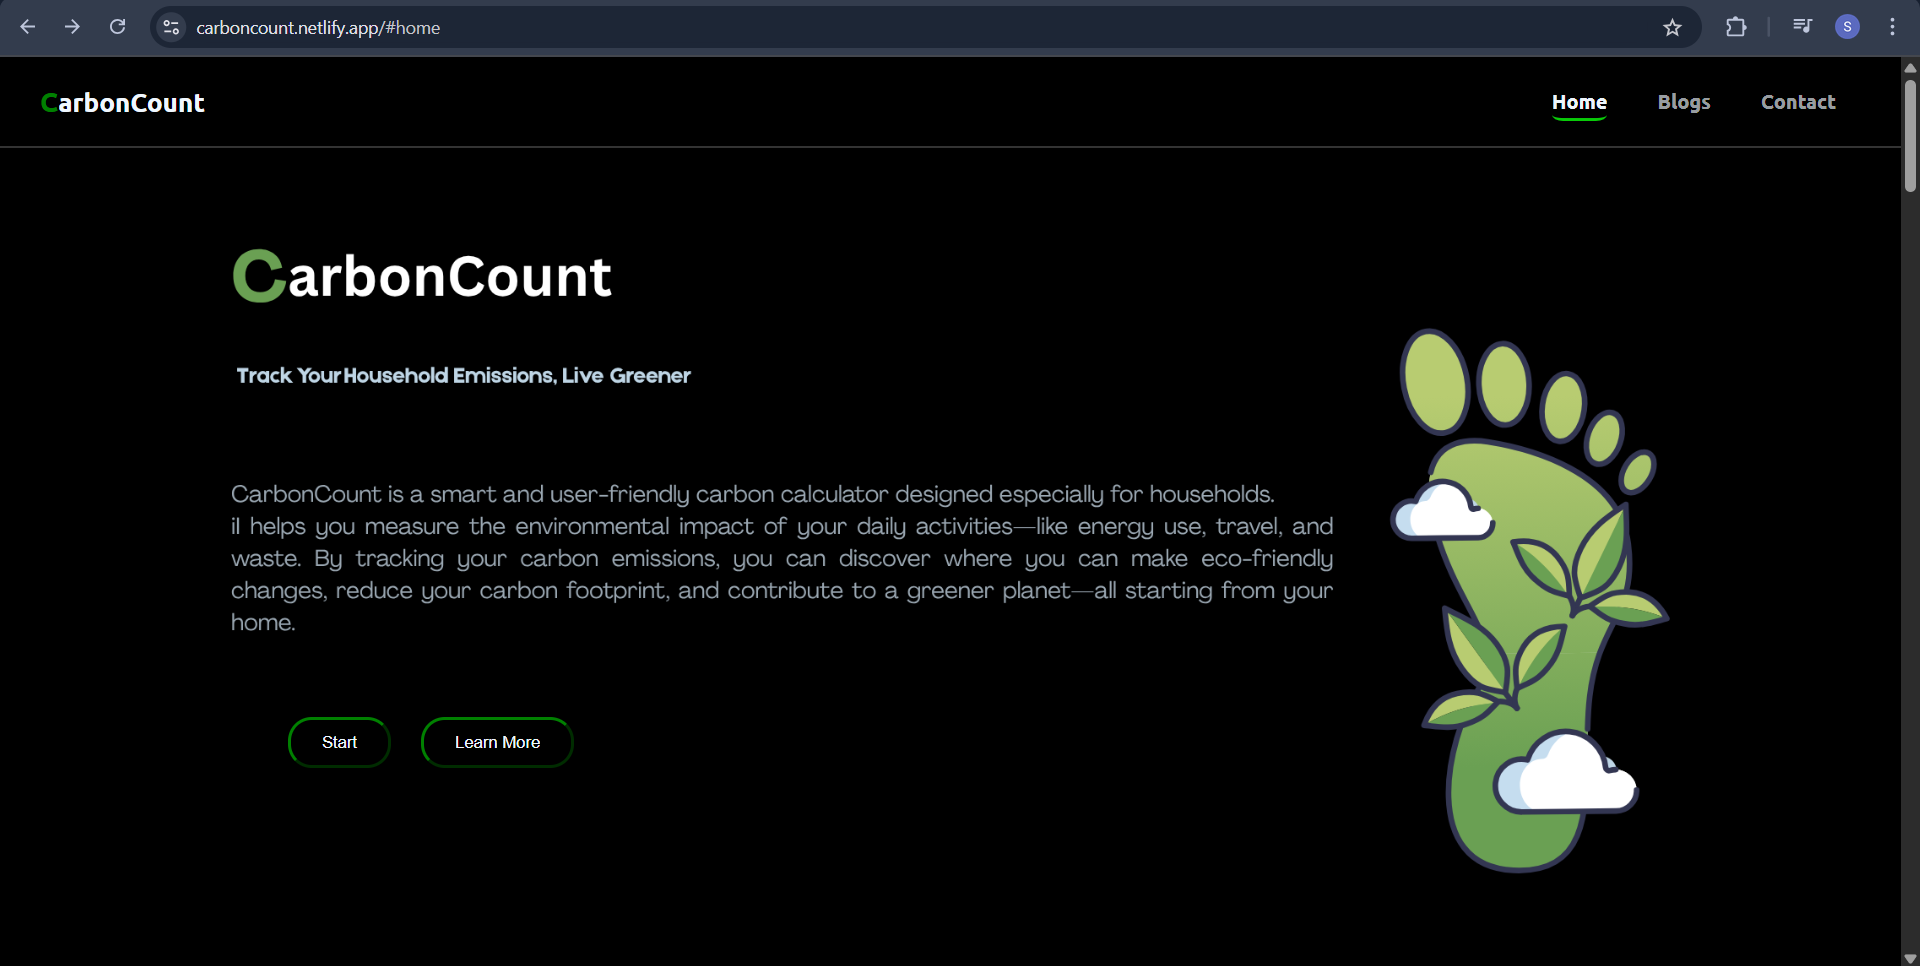 carboncount.netlify.app/#home
S
CarbonCount
Home Blogs Contact
CarbonCount
Track Your Household Emissions, Live Greener
CarbonCount is a smart and user-friendly carbon calculator designed especially for households.
il helps you measure the environmental impact of your daily activities—like energy use, travel, and
waste. By tracking your carbon emissions, you can discover where you can make eco-friendly
changes, reduce your carbon footprint, and contribute to a greener planet—all starting from your
home.
Start Learn More